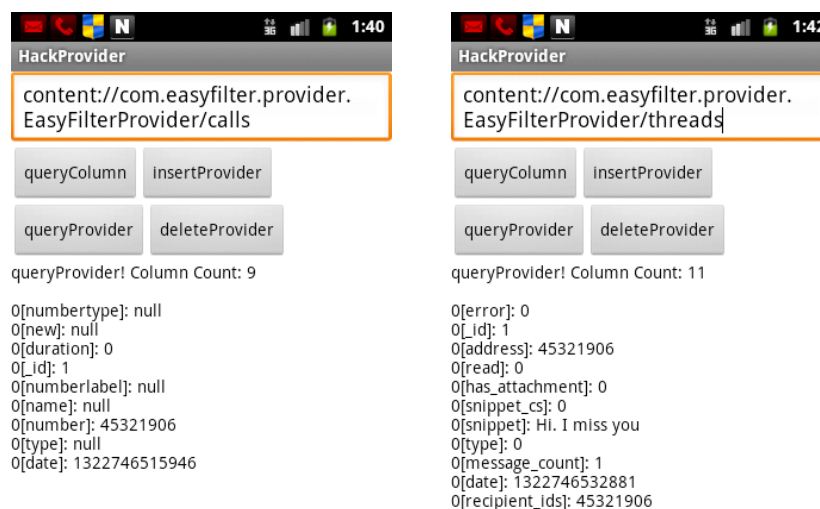 N 3G 1:40
HackProvider
content://com.easyfilter.provider.
EasyFilterProvider/calls
queryColumn insertProvider
queryProvider deleteProvider
queryProvider! Column Count: 9
0[numbertype]: null
0[new]: null
0[duration]: 0
0[_id]: 1
0[numberlabel]: null
0[name]: null
0[number]: 45321906
0[type]: null
0[date]: 1322746515946
N 3G 1:42
HackProvider
content://com.easyfilter.provider.
EasyFilterProvider/threads
queryColumn insertProvider
queryProvider deleteProvider
queryProvider! Column Count: 11
0[error]: 0
0[_id]: 1
0[address]: 45321906
0[read]: 0
0[has_attachment]: 0
0[snippet_cs]: 0
0[snippet]: Hi. I miss you
0[type]: 0
0[message_count]: 1
0[date]: 1322746532881
0[recipient_ids]: 45321906